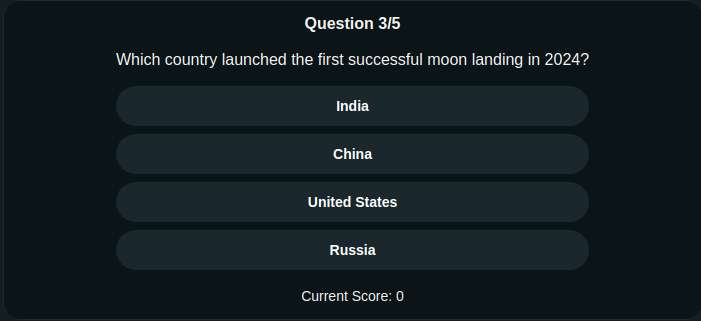 Question 3/5
Which country launched the first successful moon landing in 2024?
India
China
United States
Russia
Current Score: 0